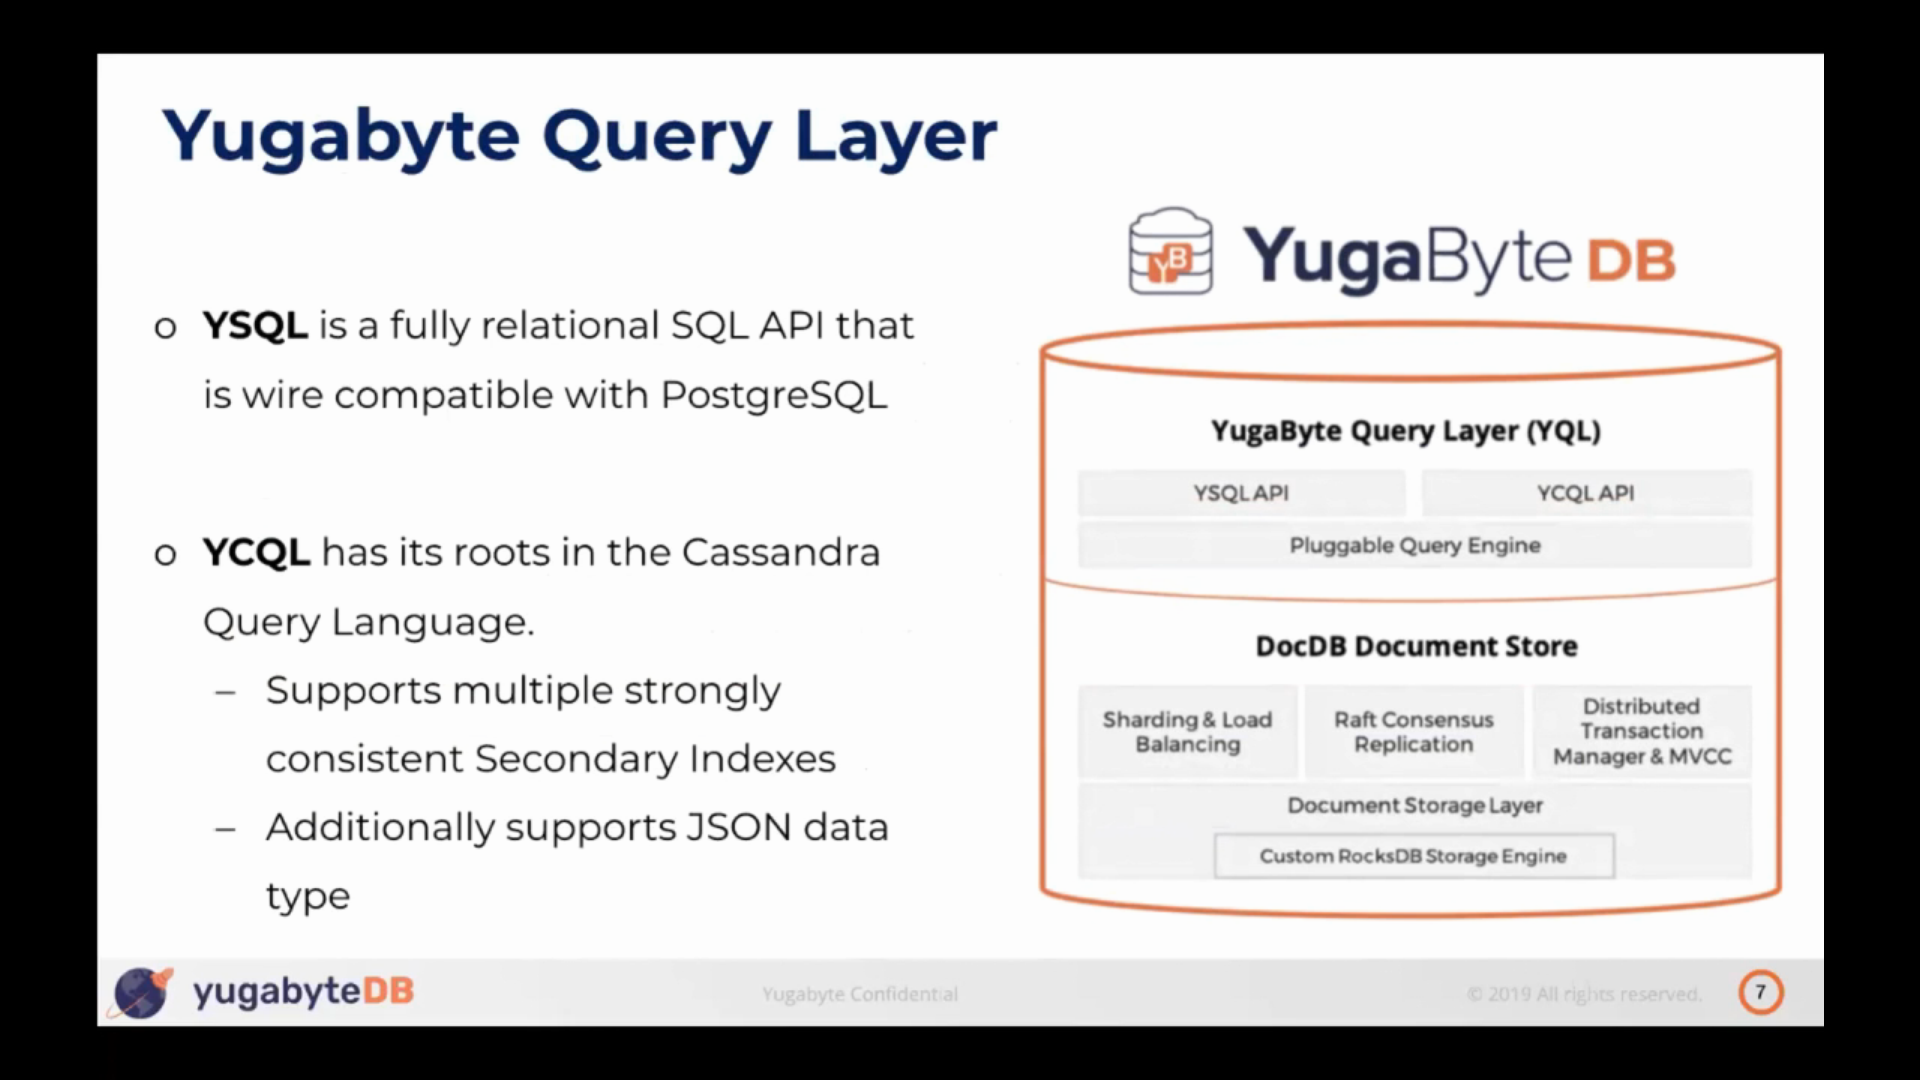 Yugabyte Query Layer
YB
YugaByte DB
o YSQL is a fully relational SQL API that
is wire compatible with PostgreSQL
o YCQL has its roots in the Cassandra
Query Language.
– Supports multiple strongly
consistent Secondary Indexes
– Additionally supports JSON data
type
YugaByte Query Layer (YQL)
YSQL API
YCQL API
Pluggable Query Engine
DocDB Document Store
Sharding & Load
Balancing
Raft Consensus
Replication
Distributed
Transaction
Manager & MVCC
Document Storage Layer
Custom RocksDB Storage Engine
yugabyteDB
Yugabyte Confidential
© 2019 All rights reserved.
7